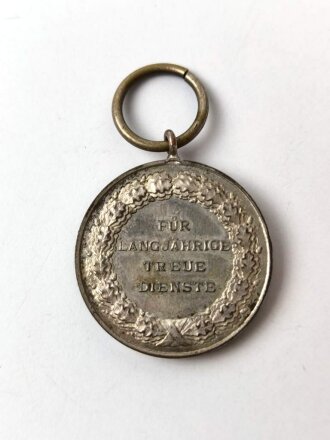 FÜR
LANGJÄHRIGE
TREUE
DIENSTE